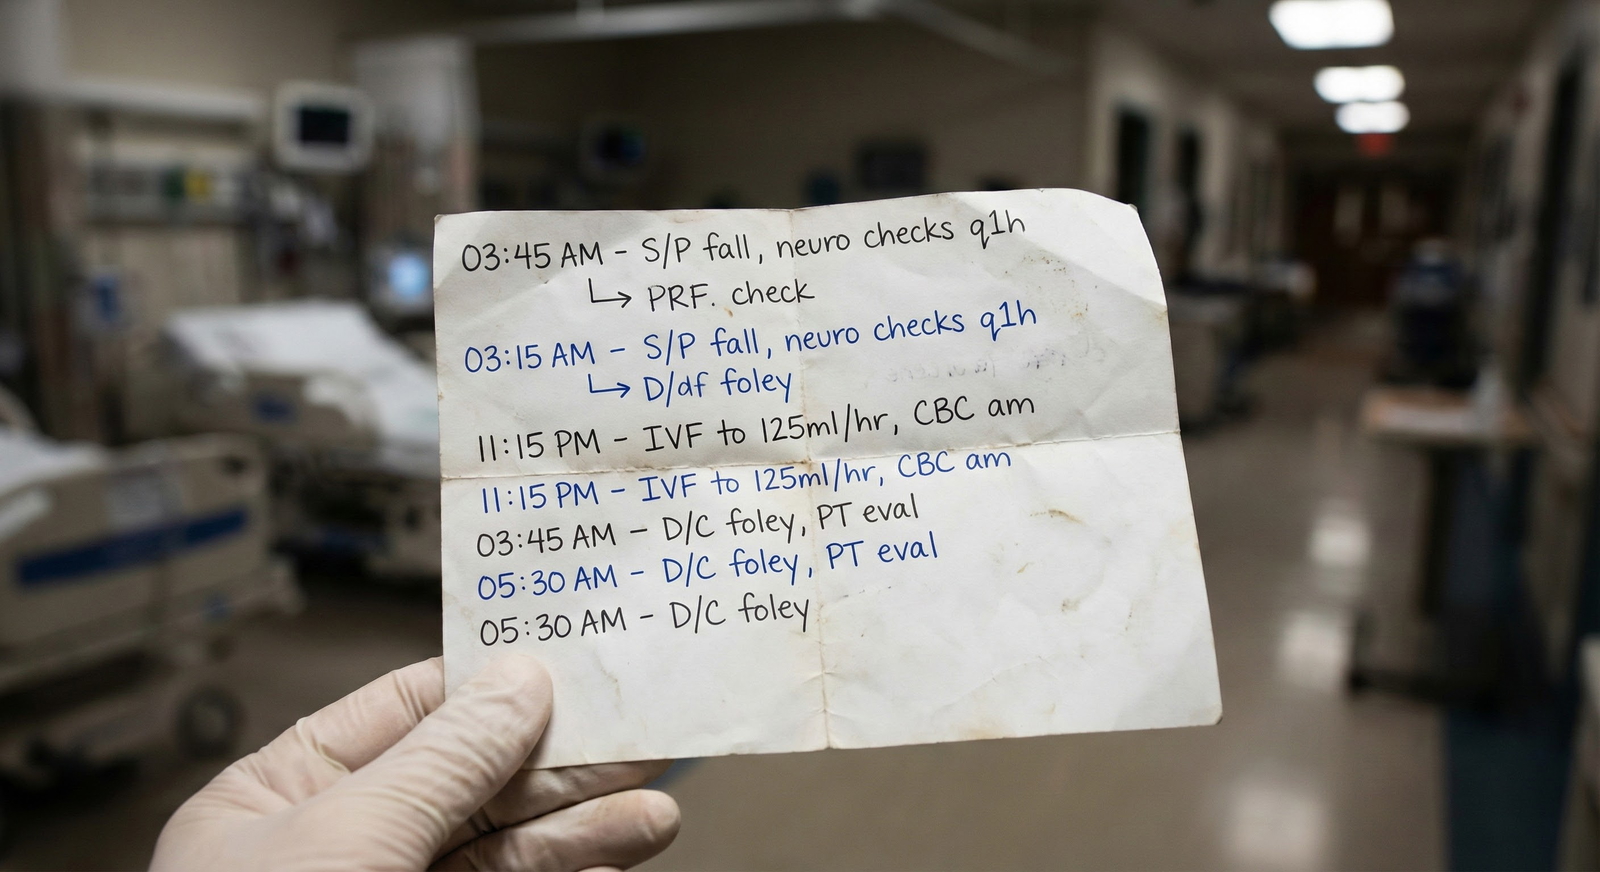 03:45 AM – S/P fall, neuro checks q1h
↳ PRF. check
03:15 AM – S/P fall, neuro checks q1h
↳ D/df foley
11:15 PM – IVF to 125ml/hr, CBC am
11:15 PM – IVF to 125ml/hr, CBC am
03:45 AM – D/C foley, PT eval
05:30 AM – D/C foley, PT eval
05:30 AM – D/C foley